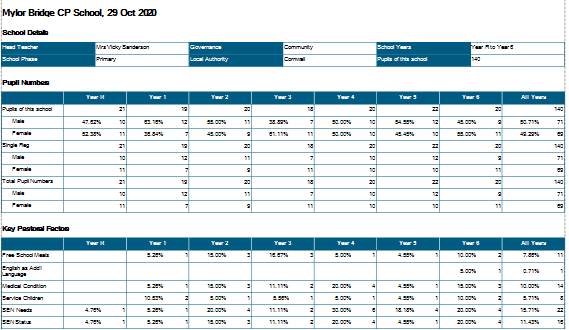 Mylor Bridge CP School, 29 Oct 2020
School Details
Head Teacher Mrs Vicky Sanderson Governance Community School Years Year R to Year 6
School Phase Primary Local Authority Cornwall Pupils of this school 140
Pupil Numbers
Year R Year 1 Year 2 Year 3 Year 4 Year 5 Year 6 All Years
Pupils of this school 21 19 20 18 20 22 20 140
Male 47.62% 10 63.16% 12 55.00% 11 38.89% 7 50.00% 10 54.55% 12 45.00% 9 50.71% 71
Female 52.38% 11 36.84% 7 45.00% 9 61.11% 11 50.00% 10 45.45% 10 55.00% 11 49.29% 69
Single Reg 21 19 20 18 20 22 20 140
Male 10 12 11 7 10 12 9 71
Female 11 7 9 11 10 10 11 69
Total Pupil Numbers 21 19 20 18 20 22 20 140
Male 10 12 11 7 10 12 9 71
Female 11 7 9 11 10 10 11 69
Key Pastoral Factors
Year R Year 1 Year 2 Year 3 Year 4 Year 5 Year 6 All Years
Free School Meals 5.26% 1 15.00% 3 16.67% 3 5.00% 1 4.55% 1 10.00% 2 7.86% 11
English as Addl
Language 5.00% 1 0.71% 1
Medical Condition 5.26% 1 15.00% 3 11.11% 2 20.00% 4 4.55% 1 15.00% 3 10.00% 14
Service Children 10.53% 2 5.00% 1 5.56% 1 5.00% 1 4.55% 1 10.00% 2 5.71% 8
SEN Needs 4.76% 1 5.26% 1 20.00% 4 11.11% 2 30.00% 6 18.18% 4 20.00% 4 15.71% 22
SEN Status 4.76% 1 5.26% 1 15.00% 3 11.11% 2 20.00% 4 4.55% 1 20.00% 4 11.43% 16